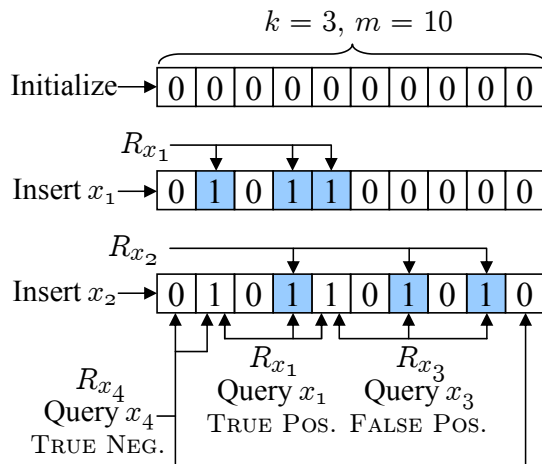 k = 3, m = 10
Initialize 0 0 0 0 0 0 0 0 0 0
R_{x_1}
Insert x_1 0 1 0 1 1 0 0 0 0 0
R_{x_2}
Insert x_2 0 1 0 1 1 0 1 0 1 0
R_{x_4}
Query x_4
TRUE NEG.
R_{x_1}
Query x_1
TRUE POS.
R_{x_3}
Query x_3
FALSE POS.